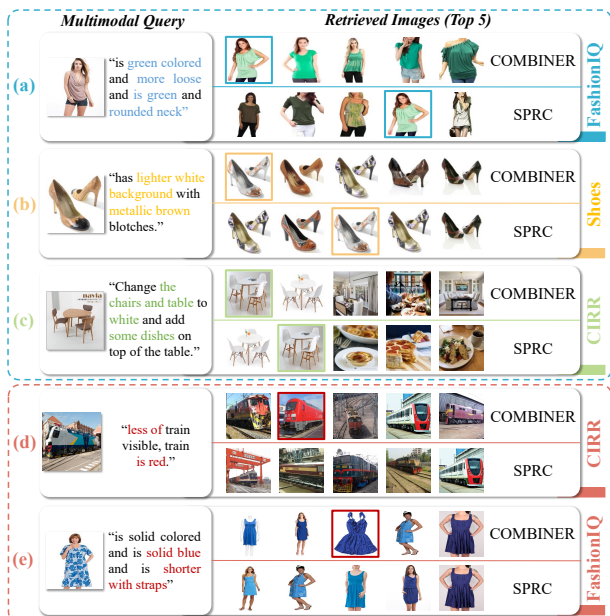 Multimodal Query
Retrieved Images (Top 5)
(a)
“is green colored
and more loose
and is green and
rounded neck”
COMBINER
SPRC
FashionIQ
(b)
“has lighter white
background with
metallic brown
blotches.”
COMBINER
SPRC
Shoes
(c)
navia
“Change the
chairs and table to
white and add
some dishes on
top of the table.”
COMBINER
SPRC
CIRR
(d)
“less of train
visible, train
is red.”
COMBINER
SPRC
CIRR
(e)
“is solid colored
and is solid blue
and is
shorter
with straps”
COMBINER
SPRC
FashionIQ